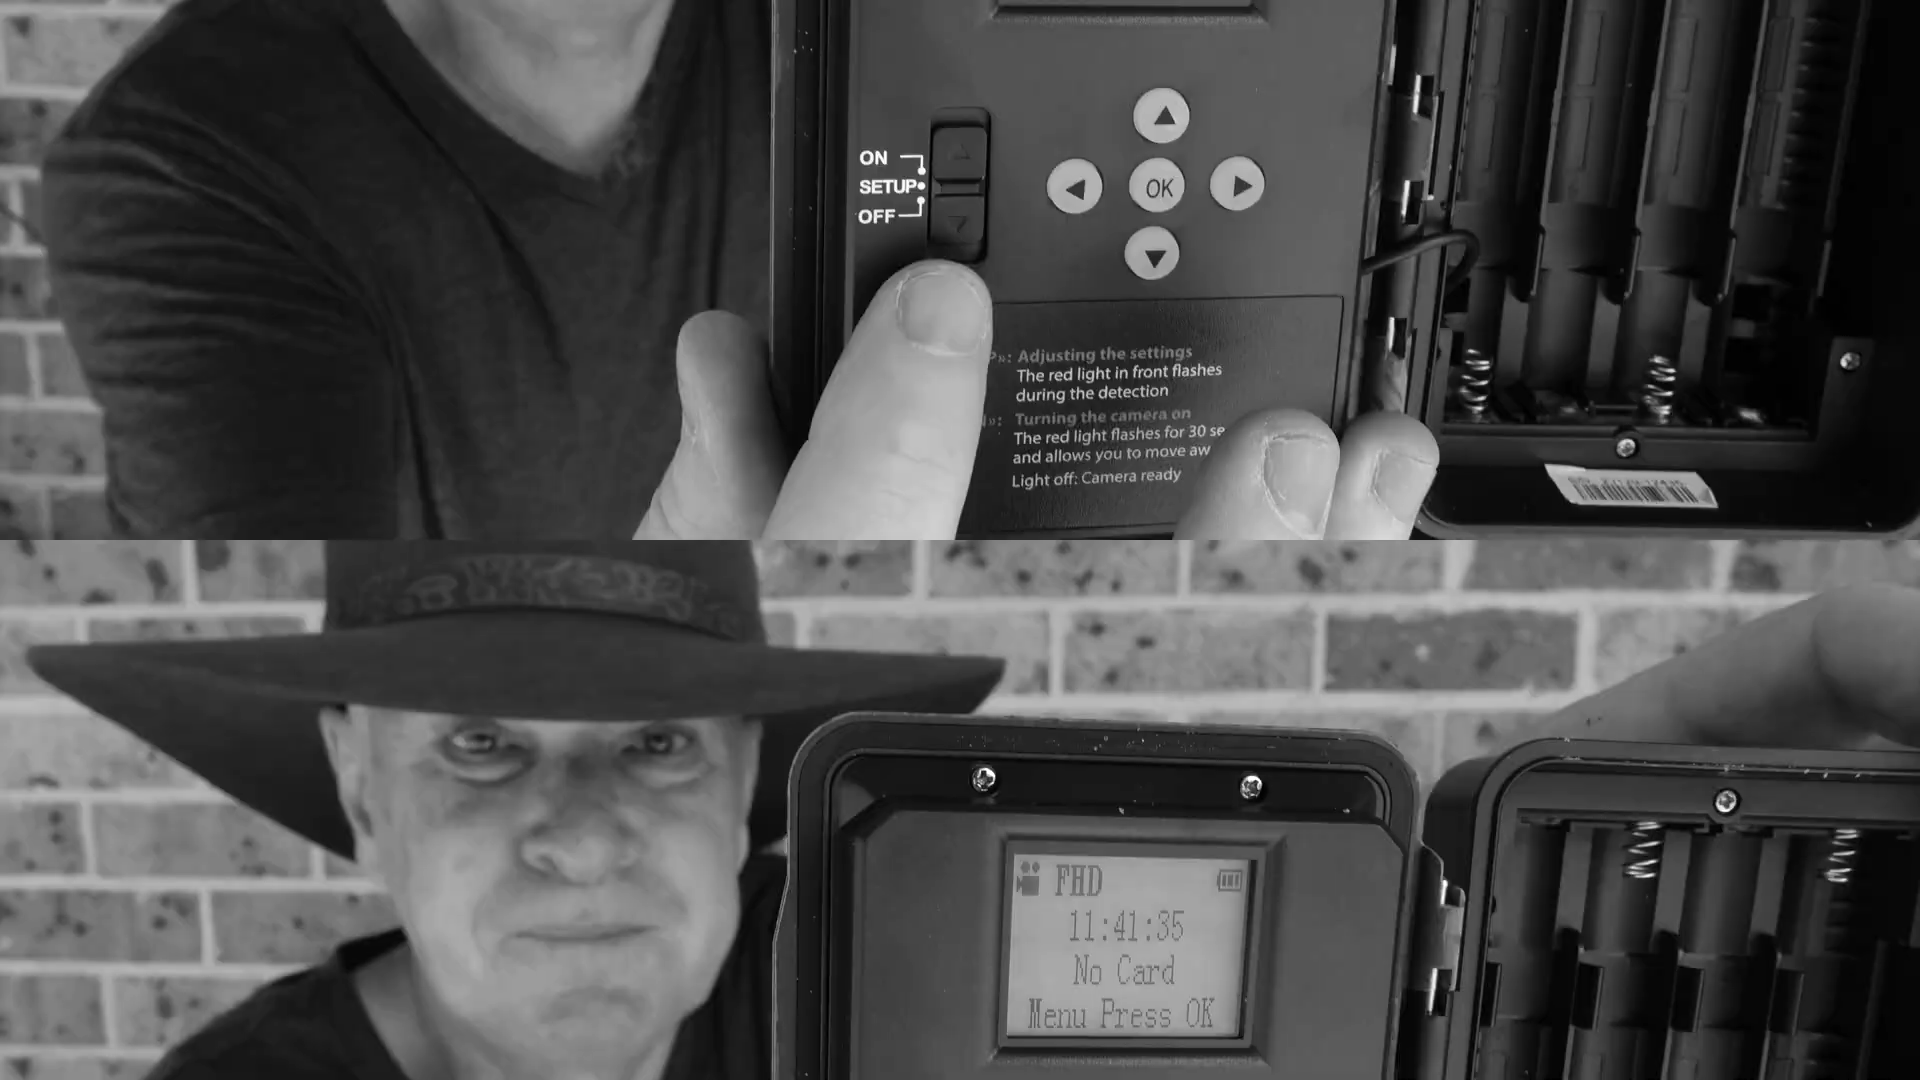 ON
SETUP
OFF
OK
P»: Adjusting the settings
The red light in front flashes
during the detection
»: Turning the camera on
The red light flashes for 30 se
and allows you to move aw
Light off: Camera ready
FHD
11:41:35
No Card
Menu Press OK